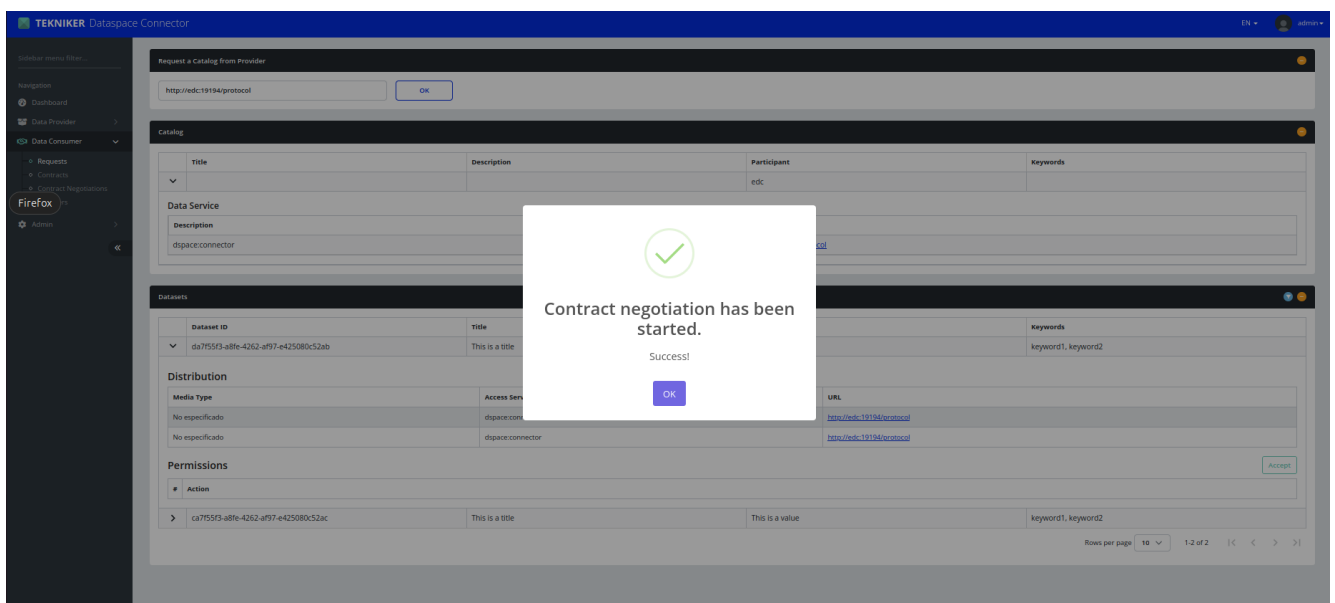 TEKNIKER Dataspace Connector
EN
admin
Sidebar menu filter...
Navigation
Dashboard
Data Provider
Data Consumer
Requests
Contracts
Contract Negotiations
Firefox
Admin
Request a Catalog from Provider
http://edc:19194/protocol OK
Catalog
Title Description Participant Keywords
edc
Data Service
Description
dspace:connector
Datasets
Dataset ID Title Keywords
da7f55f3-a8fe-4262-af97-e425080c52ab This is a title keyword1, keyword2
Distribution
Media Type URL
No especificado http://edc:19194/protocol
No especificado dspace:connector http://edc:19194/protocol
Permissions Accept
# Action
ca7f55f3-a8fe-4262-af97-e425080c52ac This is a title This is a value keyword1, keyword2
Rows per page 10 1-2 of 2
Contract negotiation has been
started.
Success!
OK